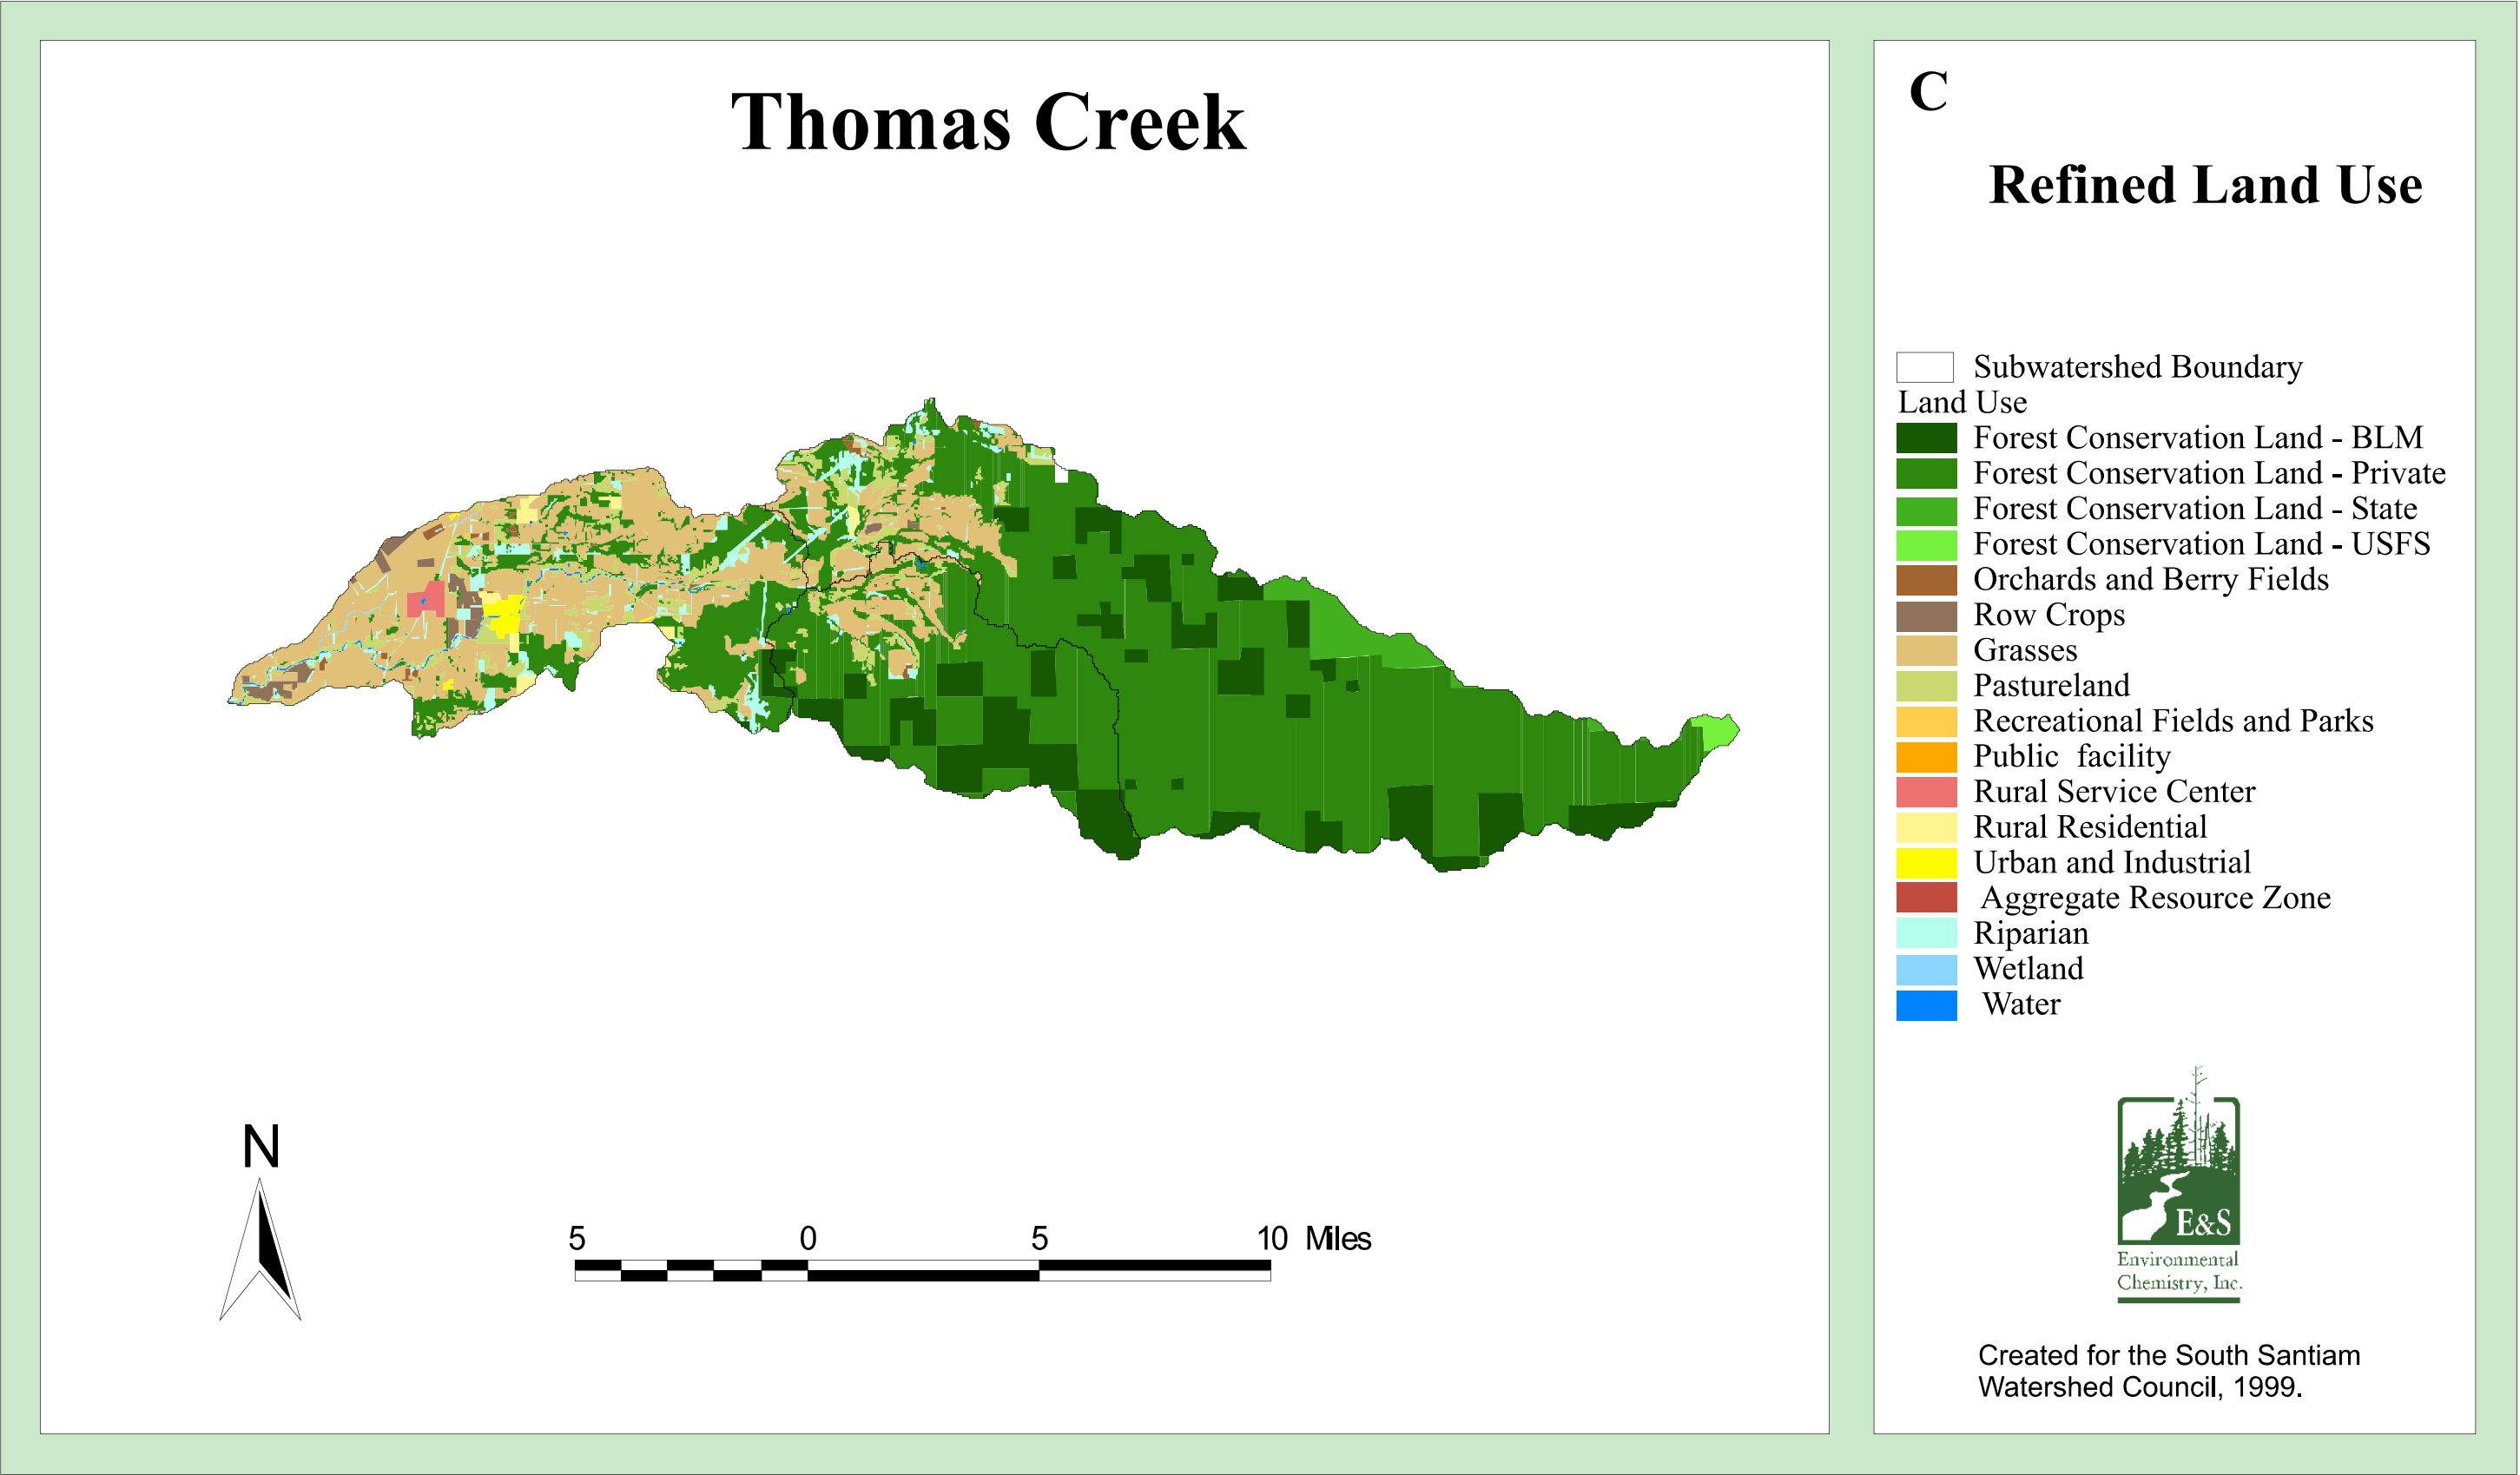 Thomas Creek
C
Refined Land Use
Subwatershed Boundary
Land Use
Forest Conservation Land - BLM
Forest Conservation Land - Private
Forest Conservation Land - State
Forest Conservation Land - USFS
Orchards and Berry Fields
Row Crops
Grasses
Pastureland
Recreational Fields and Parks
Public facility
Rural Service Center
Rural Residential
Urban and Industrial
Aggregate Resource Zone
Riparian
Wetland
Water
N
5 0 5 10 Miles
E&S
Environmental
Chemistry, Inc.
Created for the South Santiam
Watershed Council, 1999.